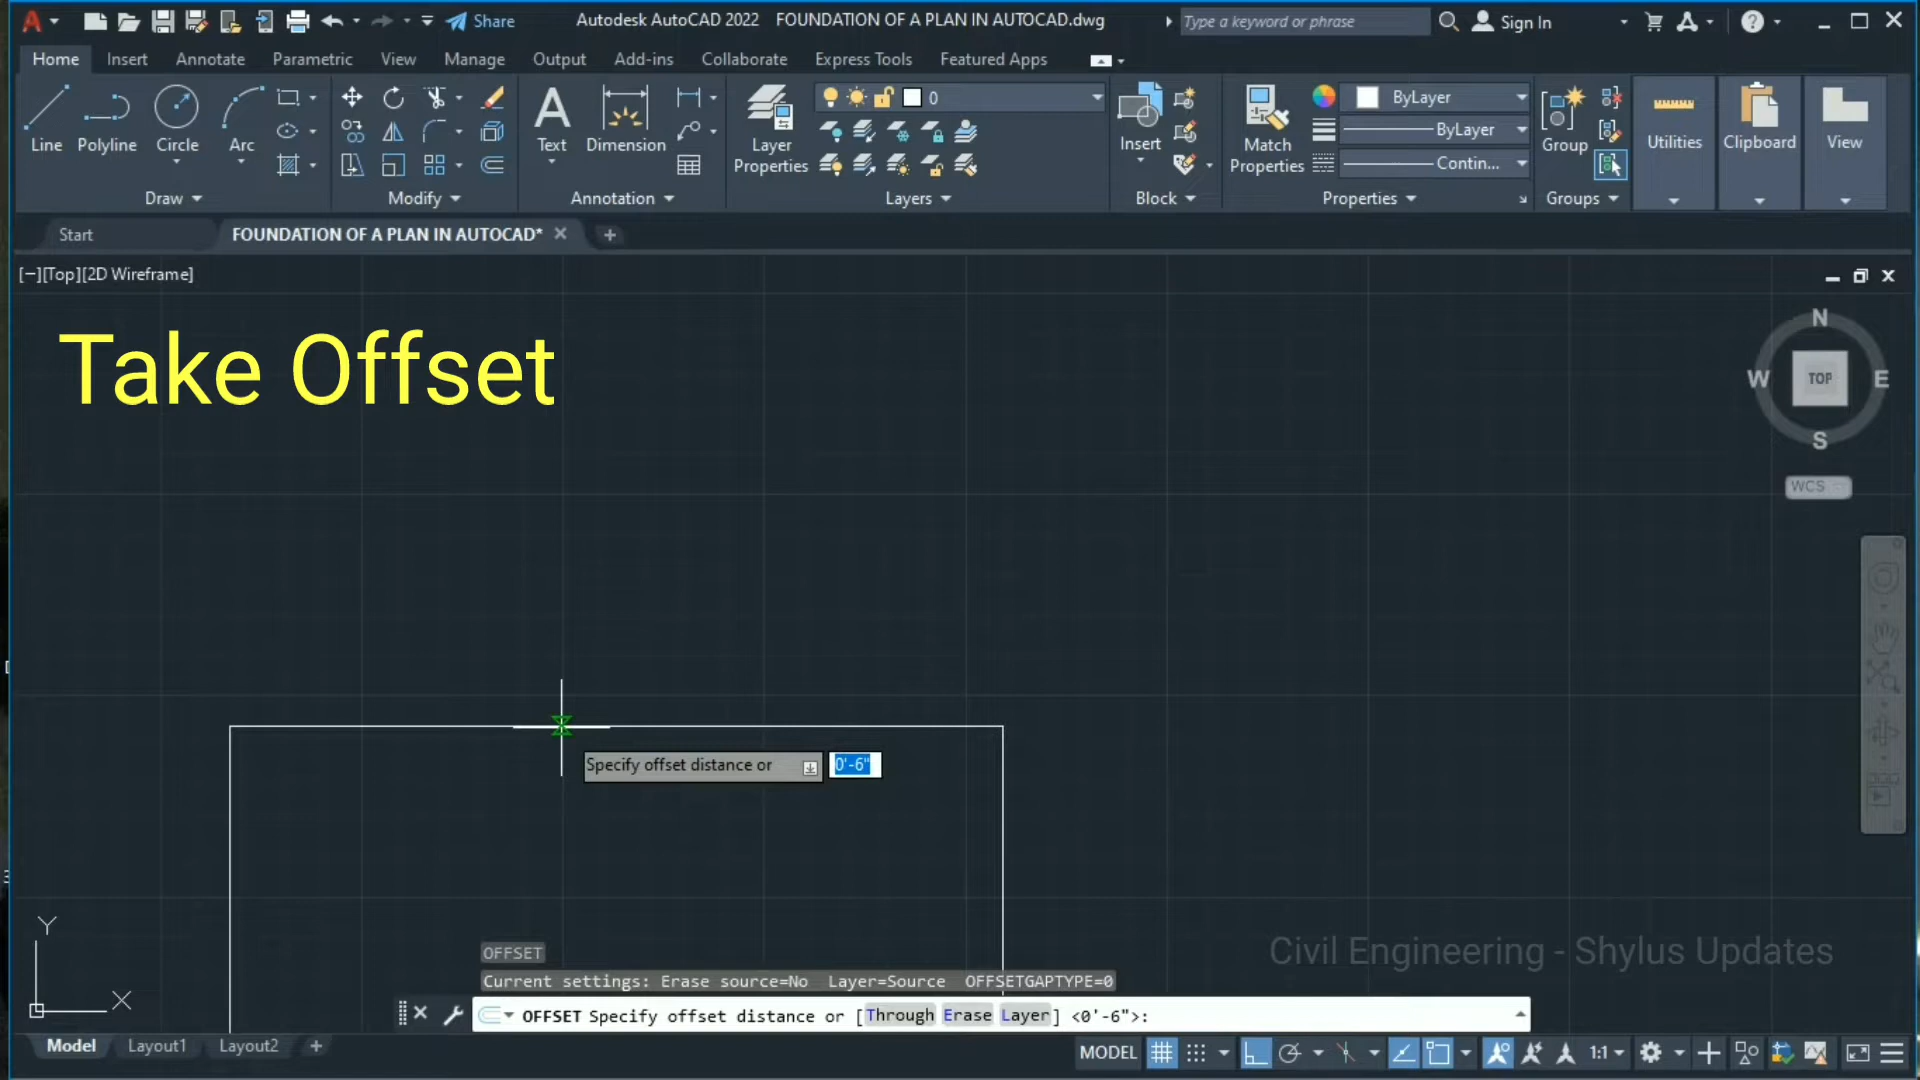 Share
Autodesk AutoCAD 2022 FOUNDATION OF A PLAN IN AUTOCAD.dwg
Type a keyword or phrase
Sign In
Home Insert Annotate Parametric View Manage Output Add-ins Collaborate Express Tools Featured Apps
Line Polyline Circle Arc
Text Dimension
Layer Properties
0
Insert
Match Properties
ByLayer
ByLayer
Contin...
Group
Utilities
Clipboard
View
Draw Modify Annotation Layers Block Properties Groups
Start FOUNDATION OF A PLAN IN AUTOCAD*
[−][Top][2D Wireframe]
Take Offset
N
W TOP E
S
WCS
Specify offset distance or 0'-6"
Y
X
OFFSET
Current settings: Erase source=No Layer=Source OFFSETGAPTYPE=0
OFFSET Specify offset distance or [Through Erase Layer] <0'-6">:
Civil Engineering - Shylus Updates
Model Layout1 Layout2
MODEL 1:1